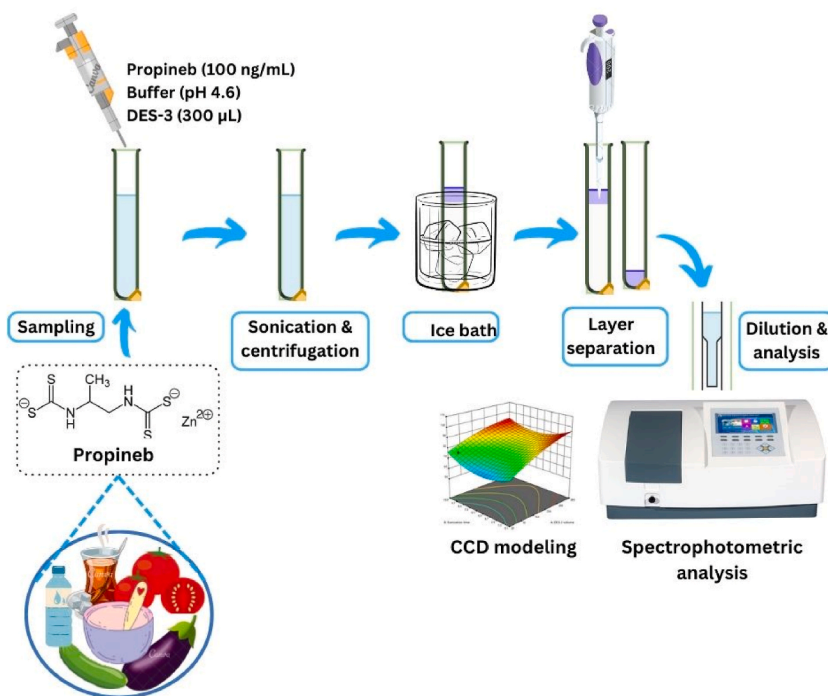 Propineb (100 ng/mL)
Buffer (pH 4.6)
DES-3 (300 µL)
Sampling
Sonication &
centrifugation
Ice bath
Layer
separation
Dilution &
analysis
CH₃
S
H
N
S⊖
⊖S
N
H
S
Zn²⊕
Propineb
CCD modeling
Spectrophotometric
analysis